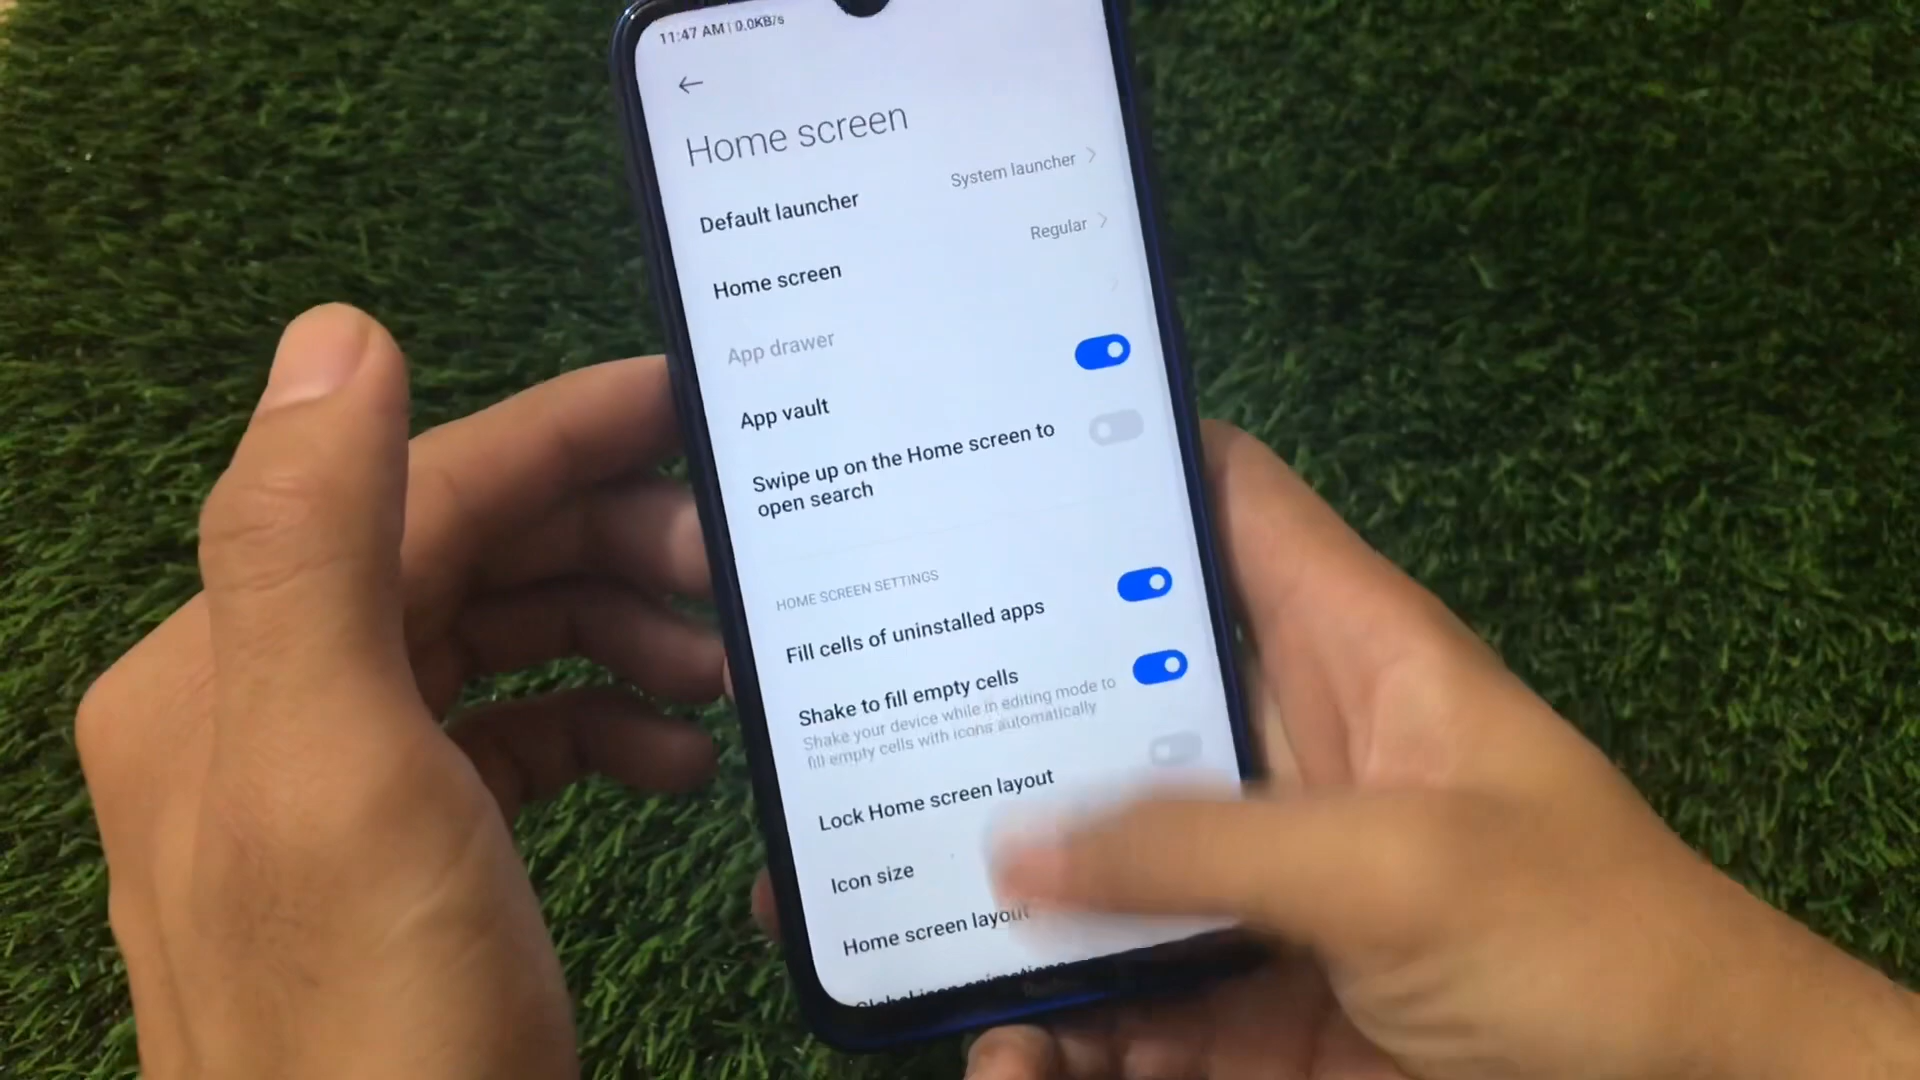 11:47 AM | 0.0KB/s
Home screen
Default launcher
System launcher
Home screen
Regular
App drawer
App vault
Swipe up on the Home screen to
open search
HOME SCREEN SETTINGS
Fill cells of uninstalled apps
Shake to fill empty cells
Shake your device while in editing mode to
fill empty cells with icons automatically
Lock Home screen layout
Icon size
Home screen layout
Global icon animations